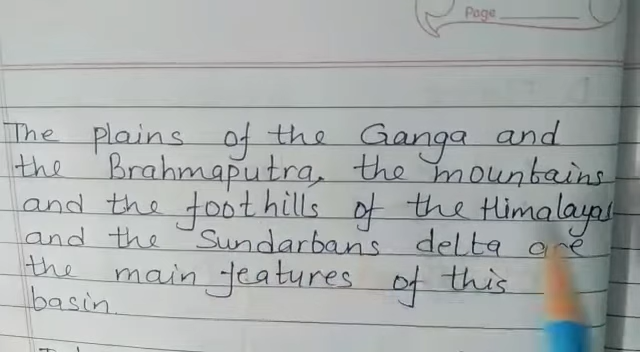 Page
The plains of the Ganga and
the Brahmaputra, the mountains
and the foothills of the Himalayas
and the Sundarbans delta are
the main features of this
basin.